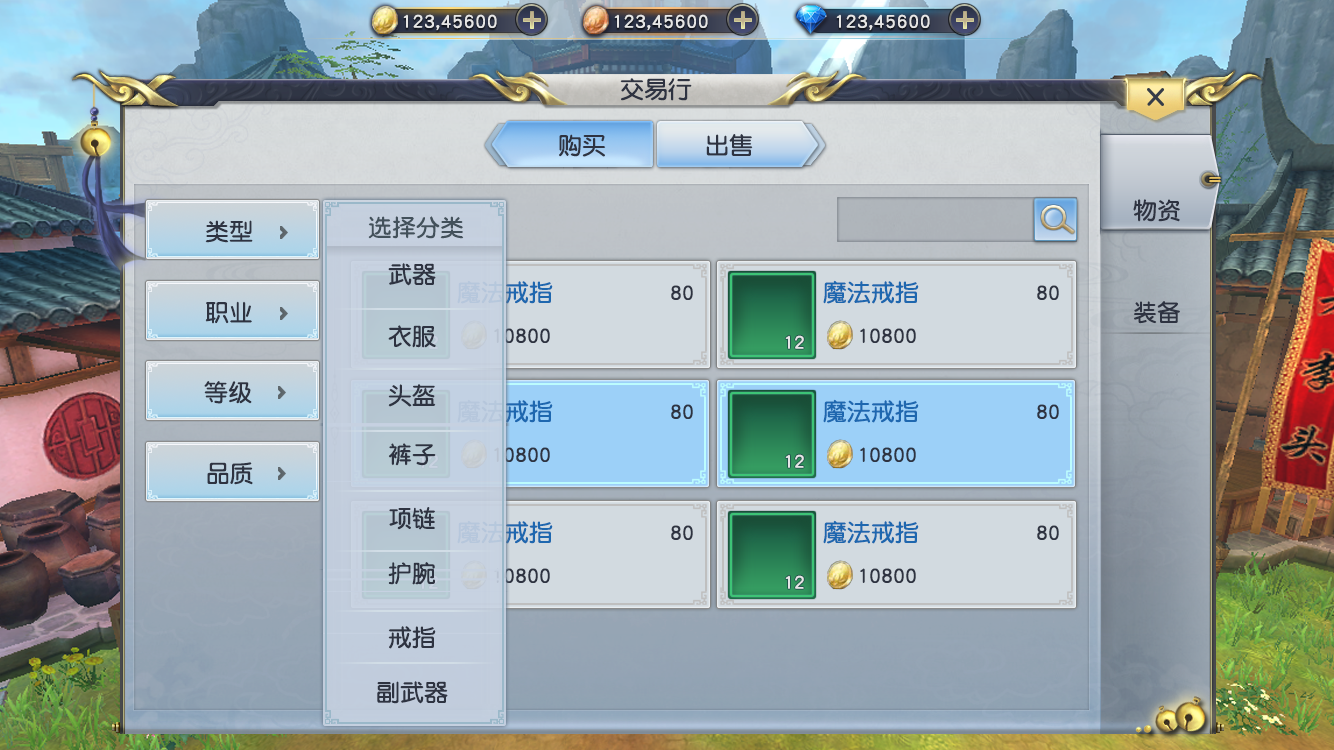 123,45600
123,45600
123,45600
交易行
购买
出售
类型
职业
等级
品质
选择分类
武器
衣服
头盔
裤子
项链
护腕
戒指
副武器
魔法戒指 80
10800
魔法戒指 80
12
10800
魔法戒指 80
10800
魔法戒指 80
12
10800
魔法戒指 80
10800
魔法戒指 80
12
10800
物资
装备
李
头